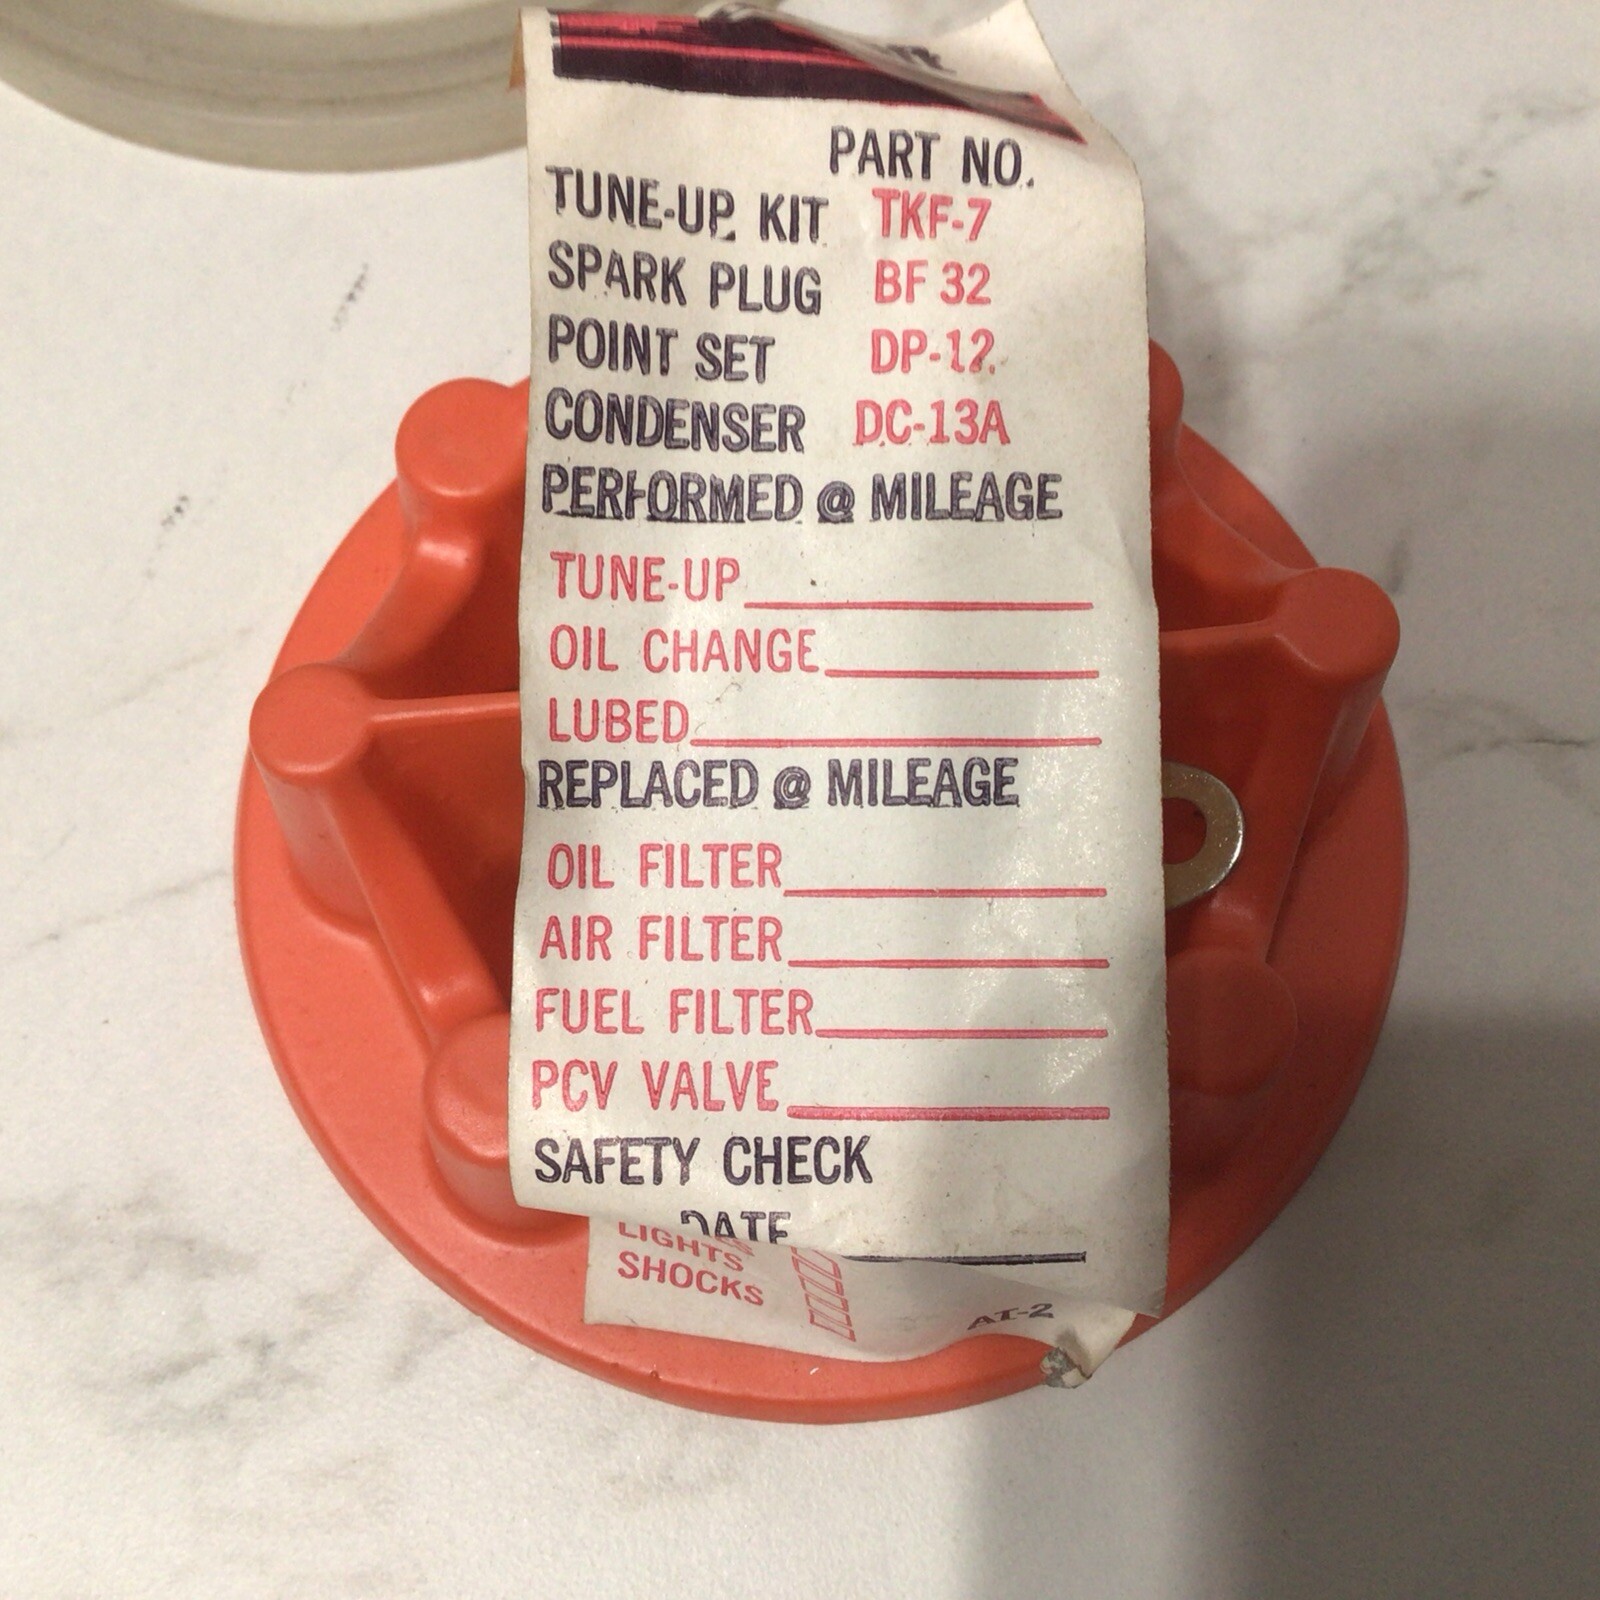 PART NO.
TUNE-UP KIT TKF-7
SPARK PLUG BF 32
POINT SET DP-12
CONDENSER DC-13A
PERFORMED @ MILEAGE
TUNE-UP
OIL CHANGE
LUBED
REPLACED @ MILEAGE
OIL FILTER
AIR FILTER
FUEL FILTER
PCV VALVE
SAFETY CHECK
DATE
LIGHTS
SHOCKS
AT-2